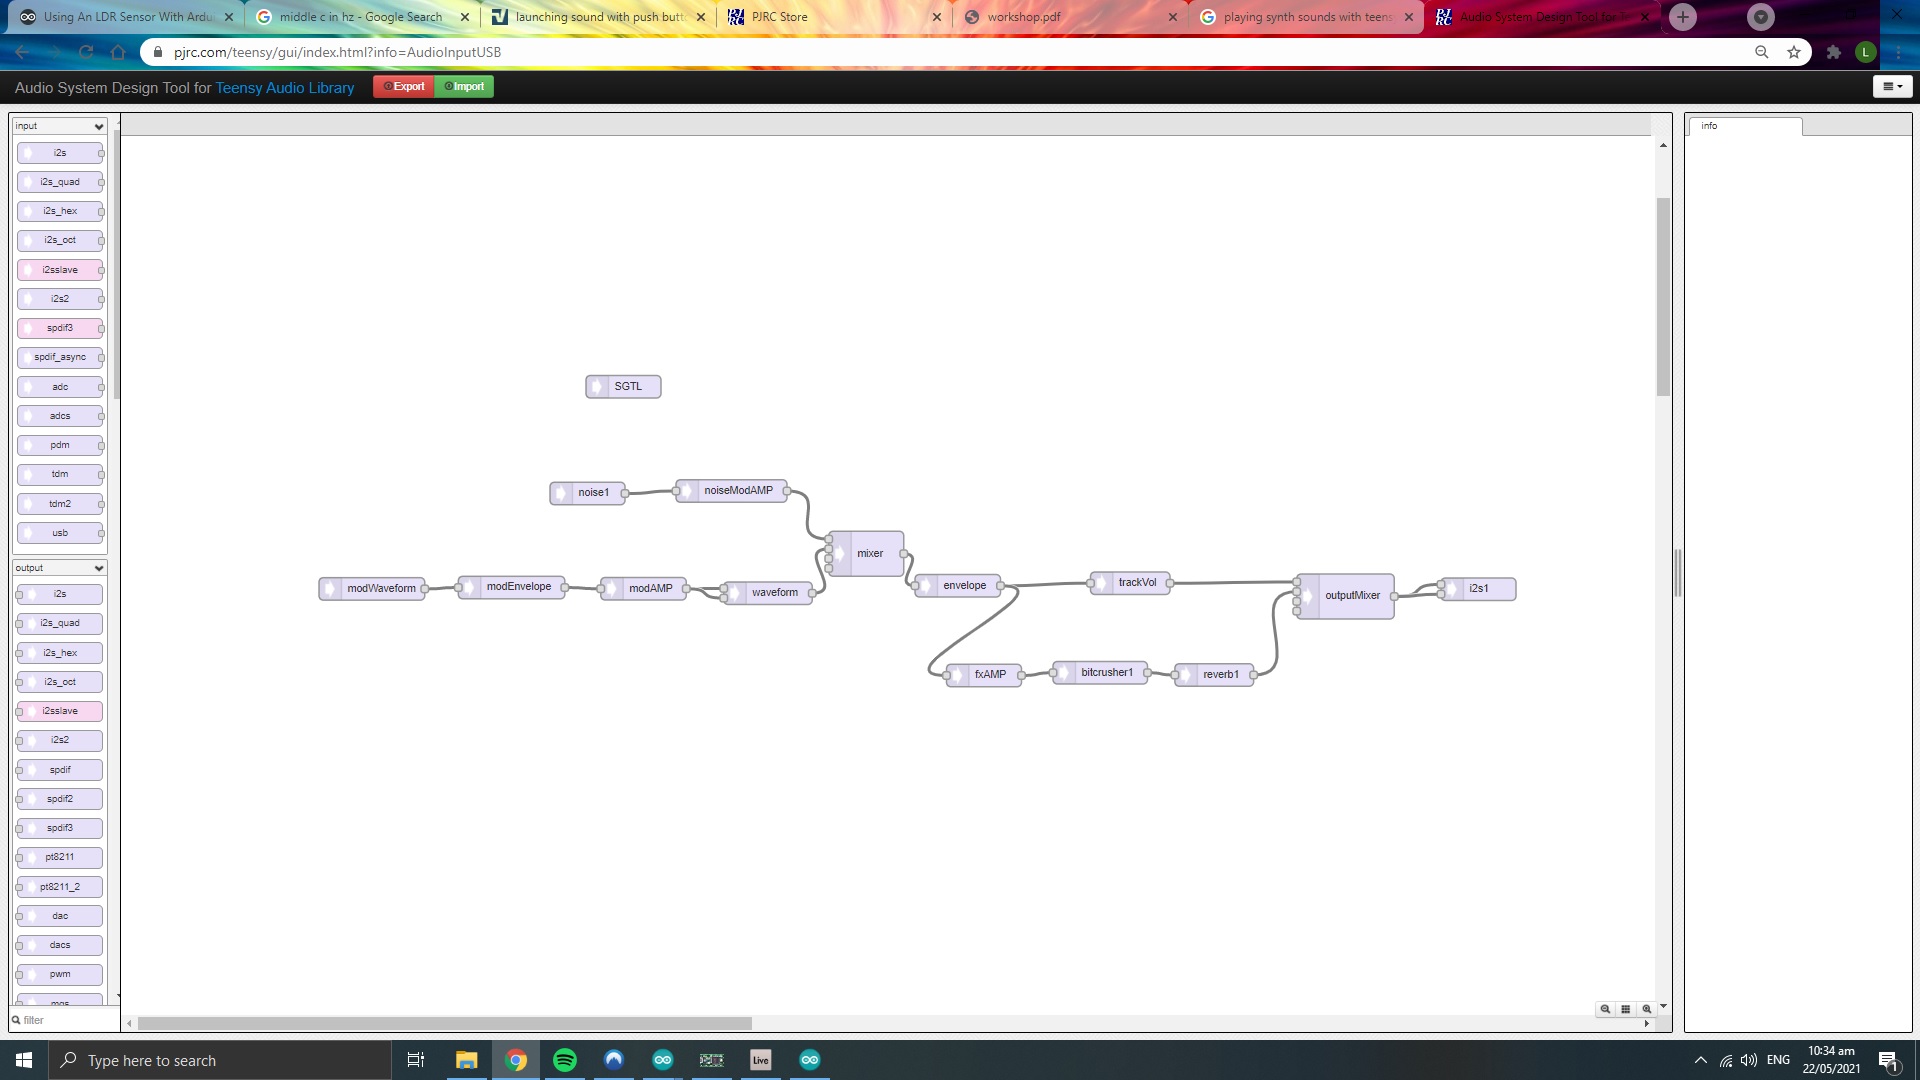 Using An LDR Sensor With Ardu
middle c in hz - Google Search
launching sound with push butt
PJRC Store
workshop.pdf
playing synth sounds with teens
Audio System Design Tool for Te
pjrc.com/teensy/gui/index.html?info=AudioInputUSB
L
Audio System Design Tool for Teensy Audio Library
Export
Import
input
i2s
i2s_quad
i2s_hex
i2s_oct
i2sslave
i2s2
spdif3
spdif_async
adc
adcs
pdm
tdm
tdm2
usb
output
i2s
i2s_quad
i2s_hex
i2s_oct
i2sslave
i2s2
spdif
spdif2
spdif3
pt8211
pt8211_2
dac
dacs
pwm
mqs
filter
SGTL
noise1
noiseModAMP
mixer
modWaveform
modEnvelope
modAMP
waveform
envelope
trackVol
outputMixer
i2s1
fxAMP
bitcrusher1
reverb1
info
Type here to search
Live
ENG
10:34 am
22/05/2021
1